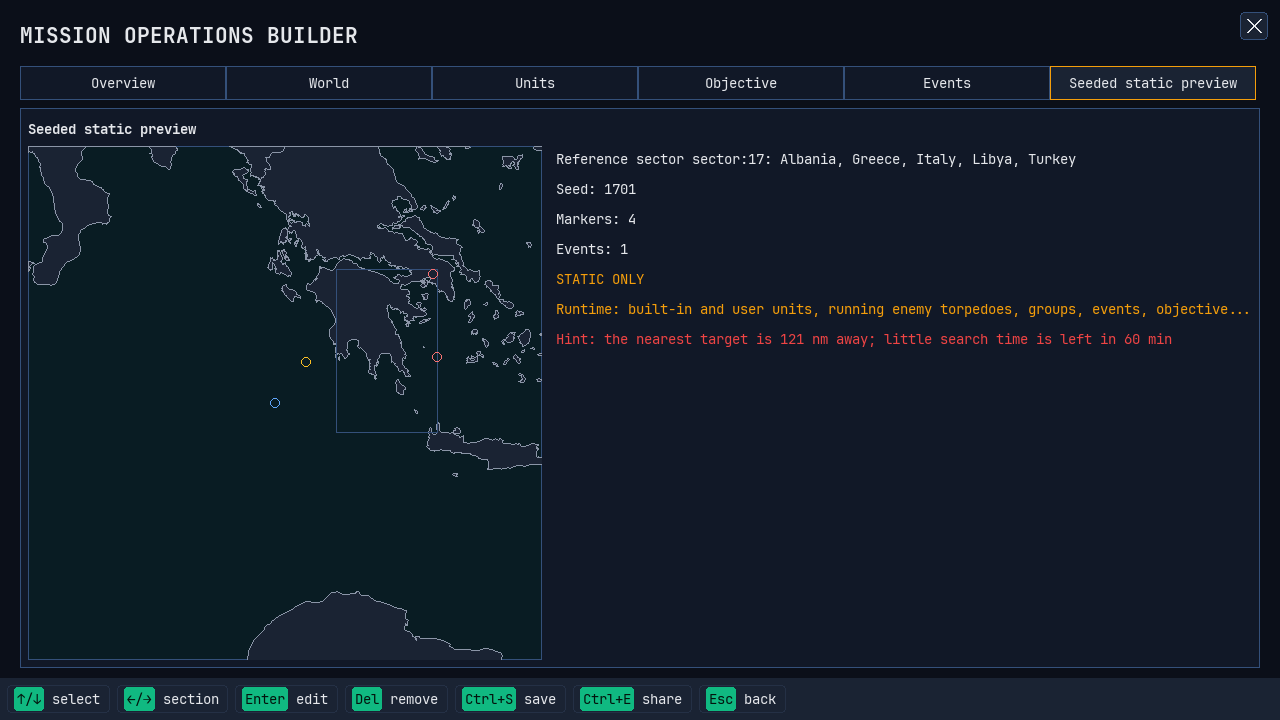 MISSION OPERATIONS BUILDER
Overview
World
Units
Objective
Events
Seeded static preview
Seeded static preview
Reference sector sector:17: Albania, Greece, Italy, Libya, Turkey
Seed: 1701
Markers: 4
Events: 1
STATIC ONLY
Runtime: built-in and user units, running enemy torpedoes, groups, events, objective...
Hint: the nearest target is 121 nm away; little search time is left in 60 min
↑/↓ select
←/→ section
Enter edit
Del remove
Ctrl+S save
Ctrl+E share
Esc back